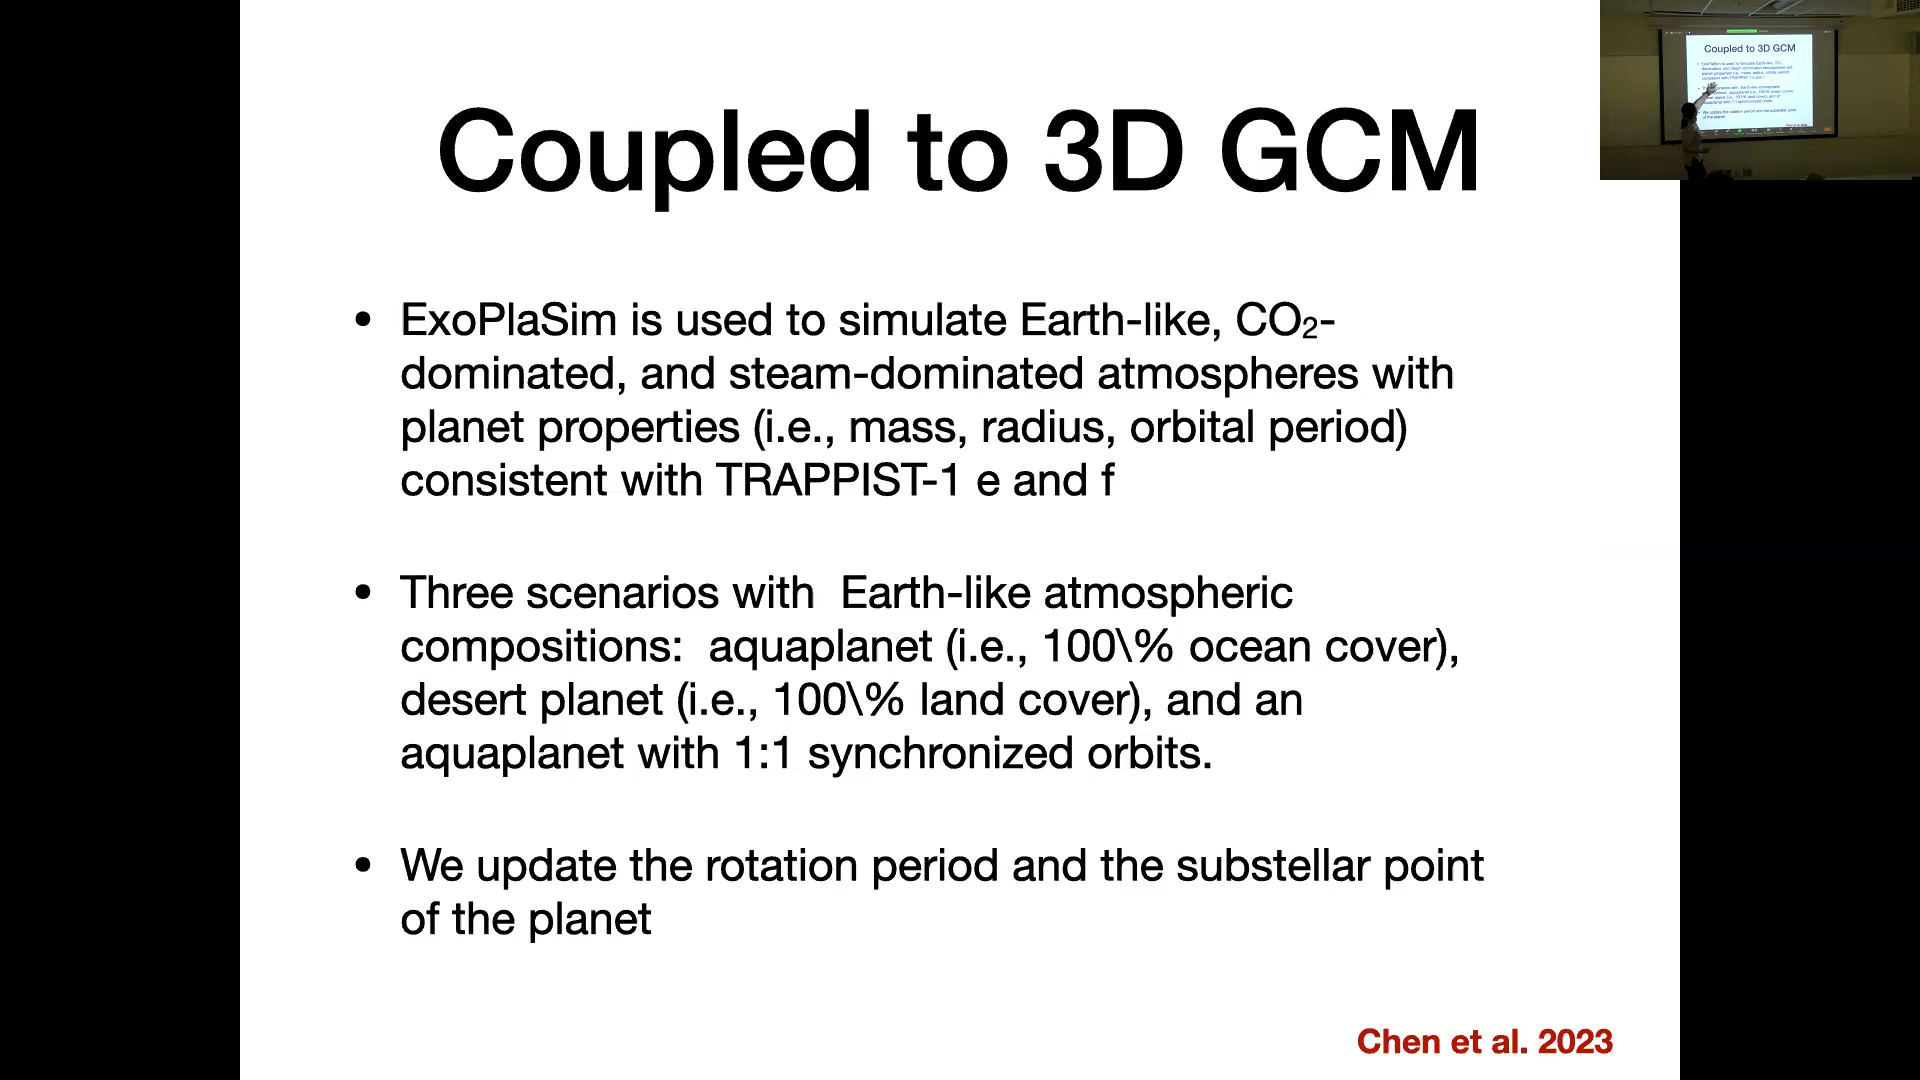 Coupled to 3D GCM
• ExoPlaSim is used to simulate Earth-like, CO₂-
dominated, and steam-dominated atmospheres with
planet properties (i.e., mass, radius, orbital period)
consistent with TRAPPIST-1 e and f
• Three scenarios with  Earth-like atmospheric
compositions:  aquaplanet (i.e., 100\% ocean cover),
desert planet (i.e., 100\% land cover), and an
aquaplanet with 1:1 synchronized orbits.
• We update the rotation period and the substellar point
of the planet
Chen et al. 2023
Coupled to 3D GCM